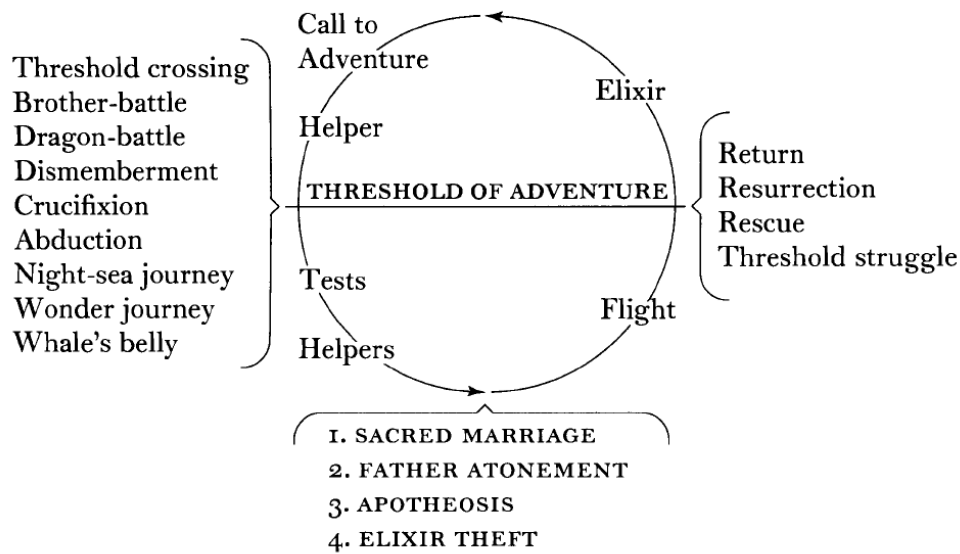 Call to
Adventure
Helper
Threshold crossing
Brother-battle
Dragon-battle
Dismemberment
Crucifixion
Abduction
Night-sea journey
Wonder journey
Whale's belly
THRESHOLD OF ADVENTURE
Tests
Helpers
1. SACRED MARRIAGE
2. FATHER ATONEMENT
3. APOTHEOSIS
4. ELIXIR THEFT
Flight
Return
Resurrection
Rescue
Threshold struggle
Elixir